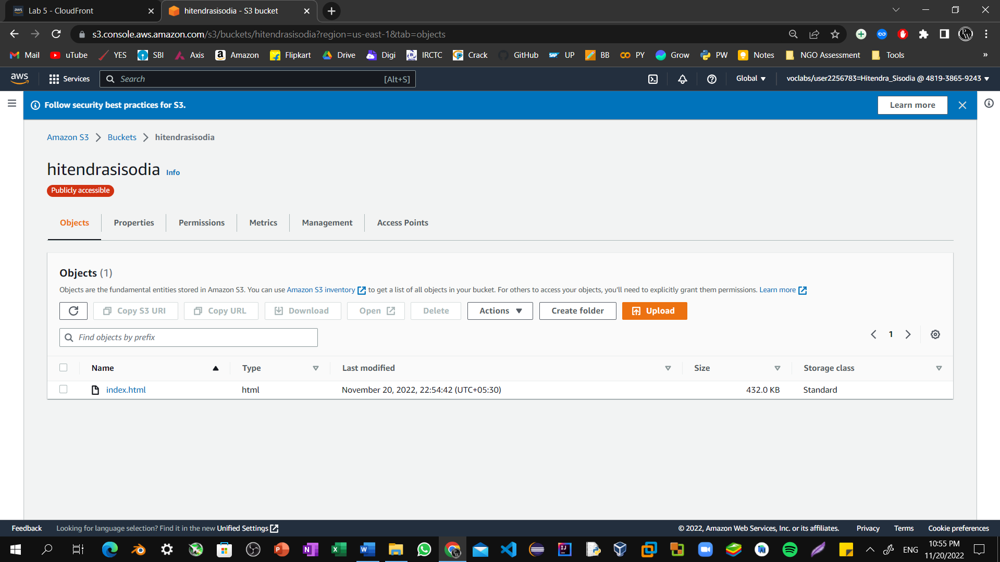 Lab 5 - CloudFront
hitendrasisodia - S3 bucket
s3.console.aws.amazon.com/s3/buckets/hitendrasisodia?region=us-east-1&tab=objects
Mail uTube YES SBI Axis Amazon Flipkart Drive Digi IRCTC Crack GitHub UP BB PY Grow PW Notes NGO Assessment Tools »
aws Services Search [Alt+S] Global voclabs/user2256783=Hitendra_Sisodia @ 4819-3865-9243
Follow security best practices for S3. Learn more
Amazon S3 > Buckets > hitendrasisodia
hitendrasisodia Info
Publicly accessible
Objects Properties Permissions Metrics Management Access Points
Objects (1)
Objects are the fundamental entities stored in Amazon S3. You can use Amazon S3 inventory to get a list of all objects in your bucket. For others to access your objects, you'll need to explicitly grant them permissions. Learn more
Copy S3 URI Copy URL Download Open Delete Actions Create folder Upload
Find objects by prefix 1
Name Type Last modified Size Storage class
index.html html November 20, 2022, 22:54:42 (UTC+05:30) 432.0 KB Standard
Feedback Looking for language selection? Find it in the new Unified Settings © 2022, Amazon Web Services, Inc. or its affiliates. Privacy Terms Cookie preferences
ENG 10:55 PM
11/20/2022